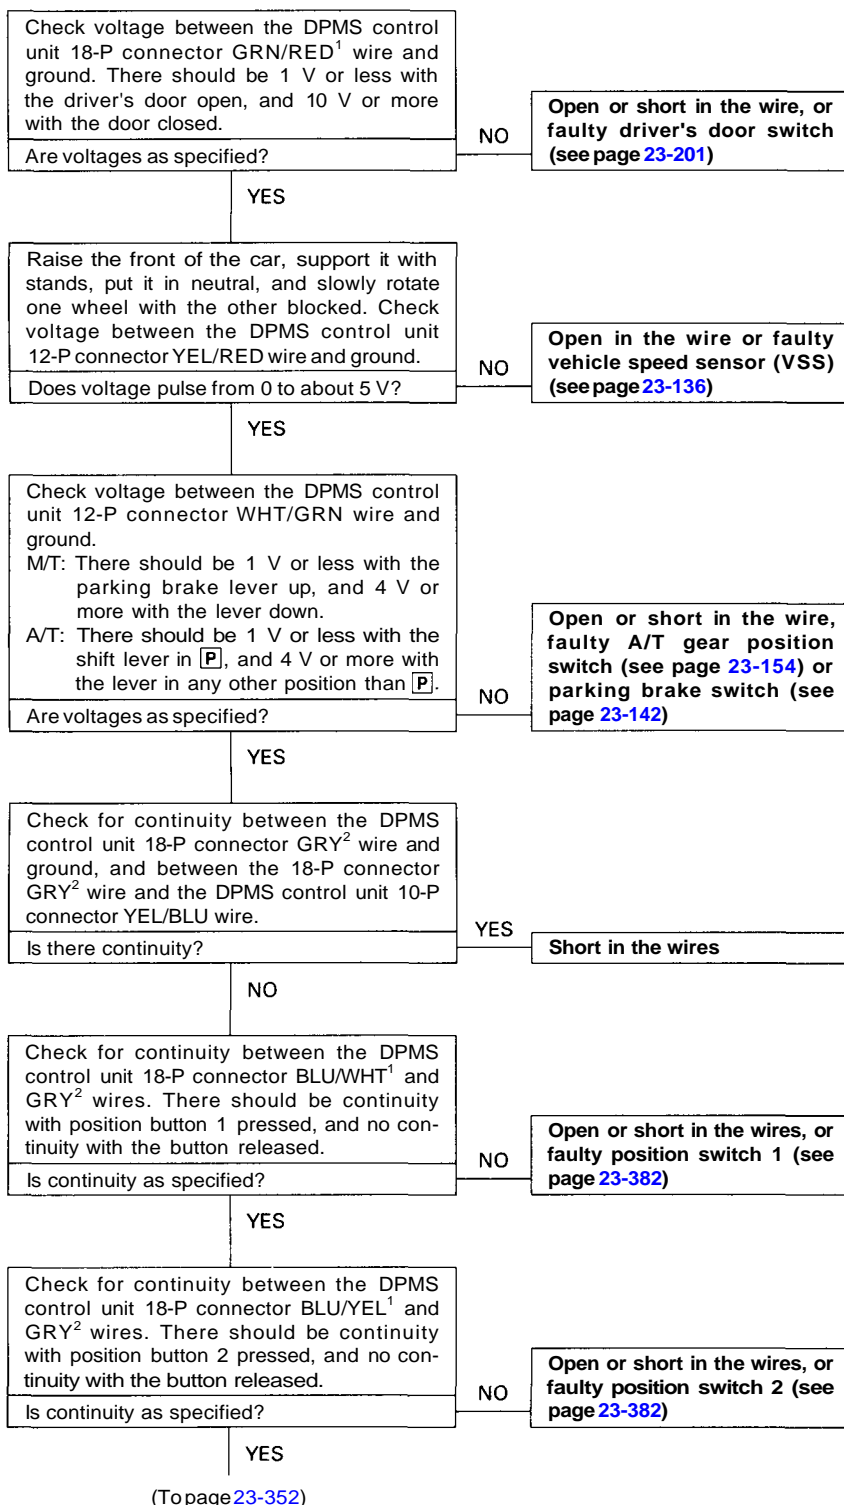 Check voltage between the DPMS control
unit 18-P connector GRN/RED¹ wire and
ground. There should be 1 V or less with
the driver's door open, and 10 V or more
with the door closed.
Are voltages as specified?
NO
Open or short in the wire, or
faulty driver's door switch
(see page 23-201)
YES
Raise the front of the car, support it with
stands, put it in neutral, and slowly rotate
one wheel with the other blocked. Check
voltage between the DPMS control unit
12-P connector YEL/RED wire and ground.
Does voltage pulse from 0 to about 5 V?
NO
Open in the wire or faulty
vehicle speed sensor (VSS)
(see page 23-136)
YES
Check voltage between the DPMS control
unit 12-P connector WHT/GRN wire and
ground.
M/T: There should be 1 V or less with the
parking brake lever up, and 4 V or
more with the lever down.
A/T: There should be 1 V or less with the
shift lever in P, and 4 V or more with
the lever in any other position than P.
Are voltages as specified?
NO
Open or short in the wire,
faulty A/T gear position
switch (see page 23-154) or
parking brake switch (see
page 23-142)
YES
Check for continuity between the DPMS
control unit 18-P connector GRY² wire and
ground, and between the 18-P connector
GRY² wire and the DPMS control unit 10-P
connector YEL/BLU wire.
Is there continuity?
YES
Short in the wires
NO
Check for continuity between the DPMS
control unit 18-P connector BLU/WHT¹ and
GRY² wires. There should be continuity
with position button 1 pressed, and no con-
tinuity with the button released.
Is continuity as specified?
NO
Open or short in the wires, or
faulty position switch 1 (see
page 23-382)
YES
Check for continuity between the DPMS
control unit 18-P connector BLU/YEL¹ and
GRY² wires. There should be continuity
with position button 2 pressed, and no con-
tinuity with the button released.
Is continuity as specified?
NO
Open or short in the wires, or
faulty position switch 2 (see
page 23-382)
YES
(To page 23-352)